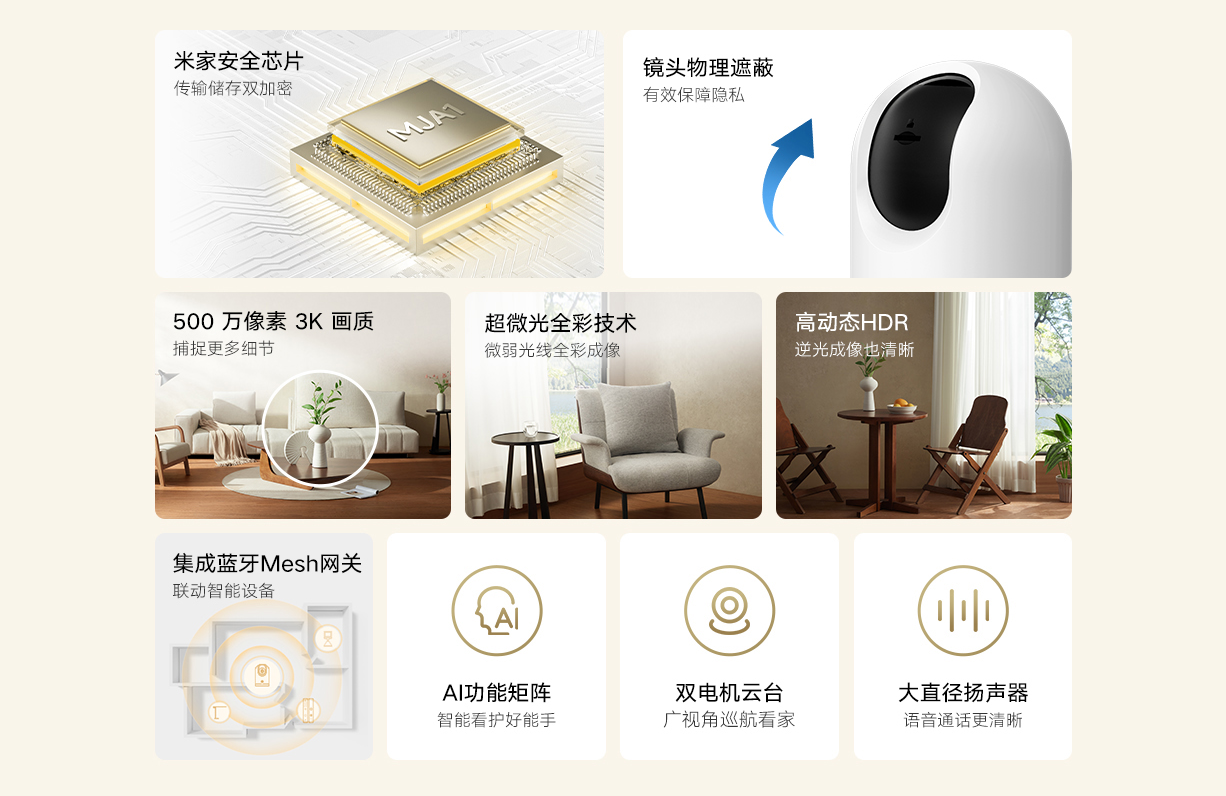 米家安全芯片
传输储存双加密
MJA1
镜头物理遮蔽
有效保障隐私
500 万像素 3K 画质
捕捉更多细节
超微光全彩技术
微弱光线全彩成像
高动态HDR
逆光成像也清晰
集成蓝牙Mesh网关
联动智能设备
AI
AI功能矩阵
智能看护好能手
双电机云台
广视角巡航看家
大直径扬声器
语音通话更清晰